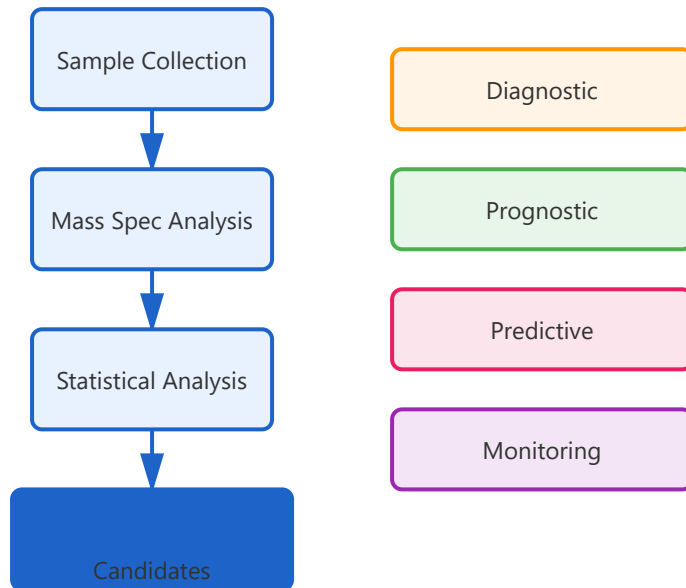 Sample Collection
Mass Spec Analysis
Statistical Analysis
Candidates
Diagnostic
Prognostic
Predictive
Monitoring